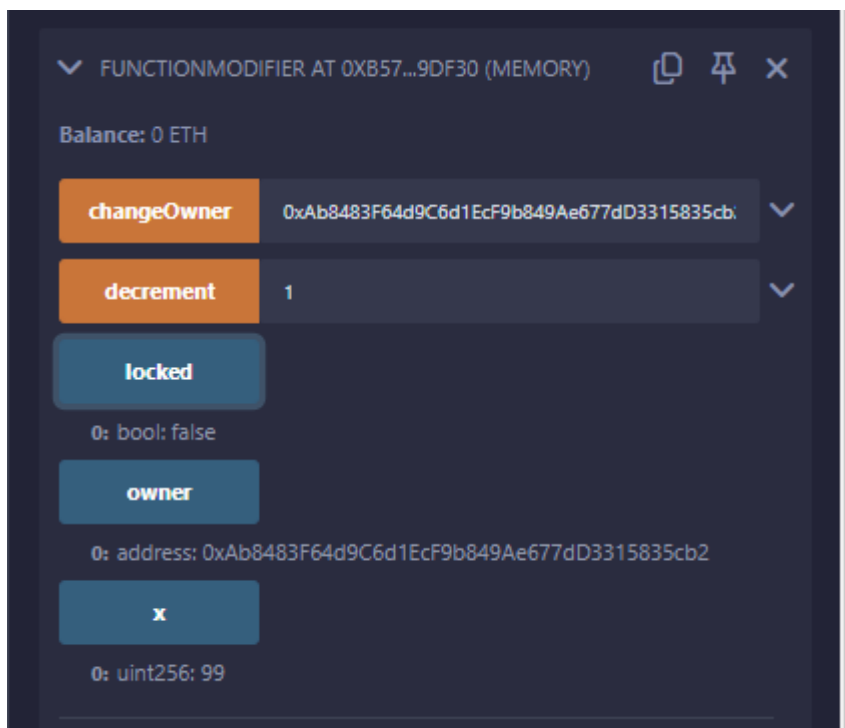 FUNCTIONMODIFIER AT 0XB57...9DF30 (MEMORY)
Balance: 0 ETH
changeOwner 0xAb8483F64d9C6d1EcF9b849Ae677dD3315835cb
decrement 1
locked
0: bool: false
owner
0: address: 0xAb8483F64d9C6d1EcF9b849Ae677dD3315835cb2
x
0: uint256: 99